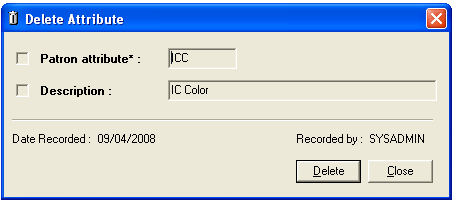 Delete Attribute
Patron attribute* : ICC
Description : IC Color
Date Recorded : 09/04/2008 Recorded by : SYSADMIN
Delete Close